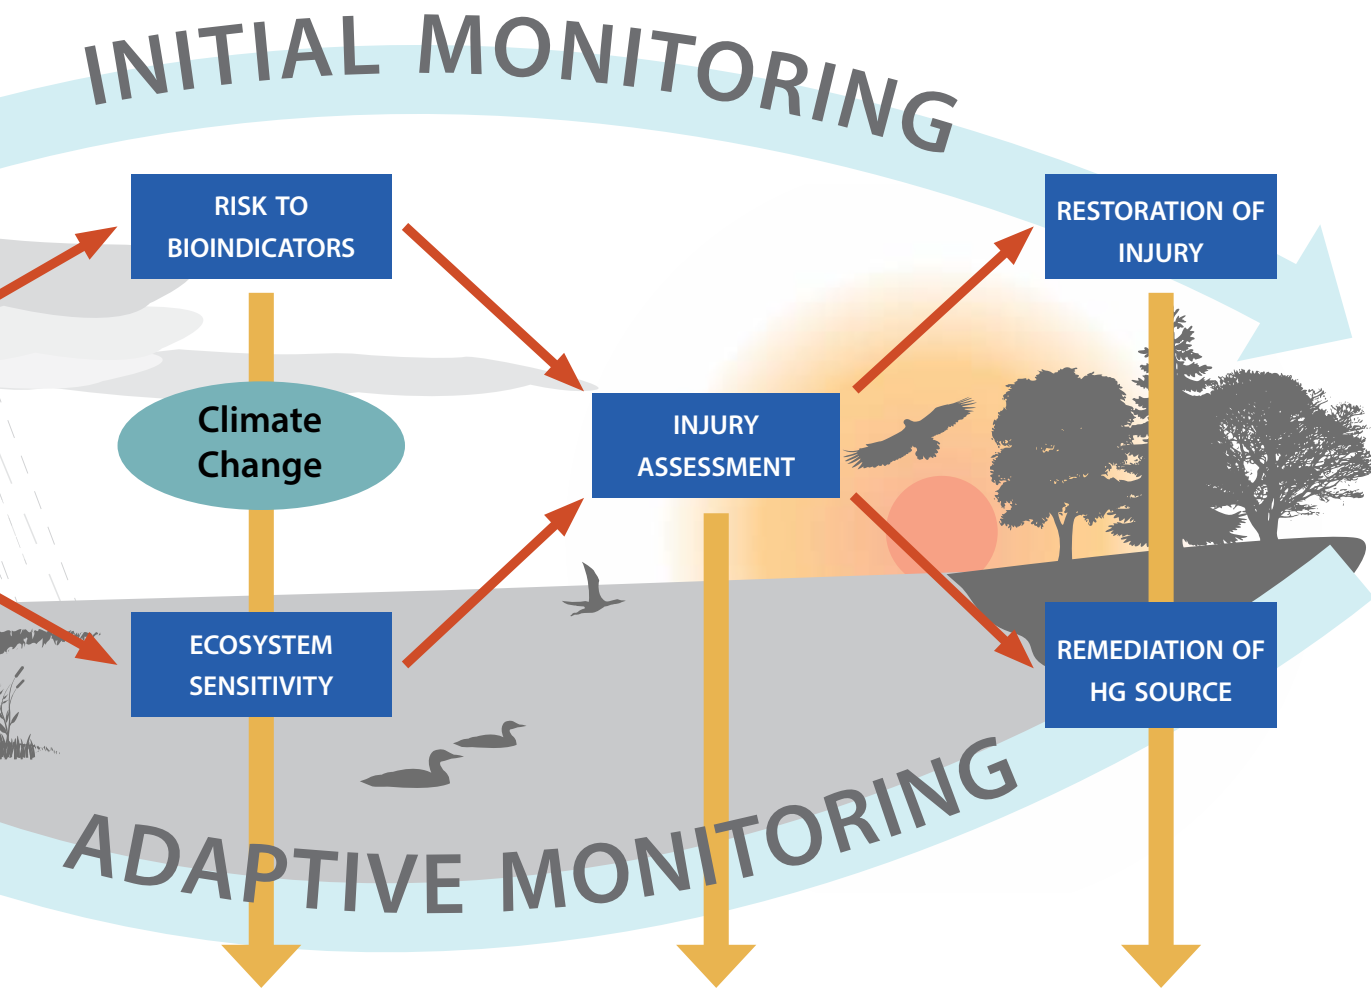 INITIAL MONITORING
RISK TO
BIOINDICATORS
RESTORATION OF
INJURY
Climate
Change
INJURY
ASSESSMENT
ECOSYSTEM
SENSITIVITY
REMEDIATION OF
HG SOURCE
ADAPTIVE MONITORING